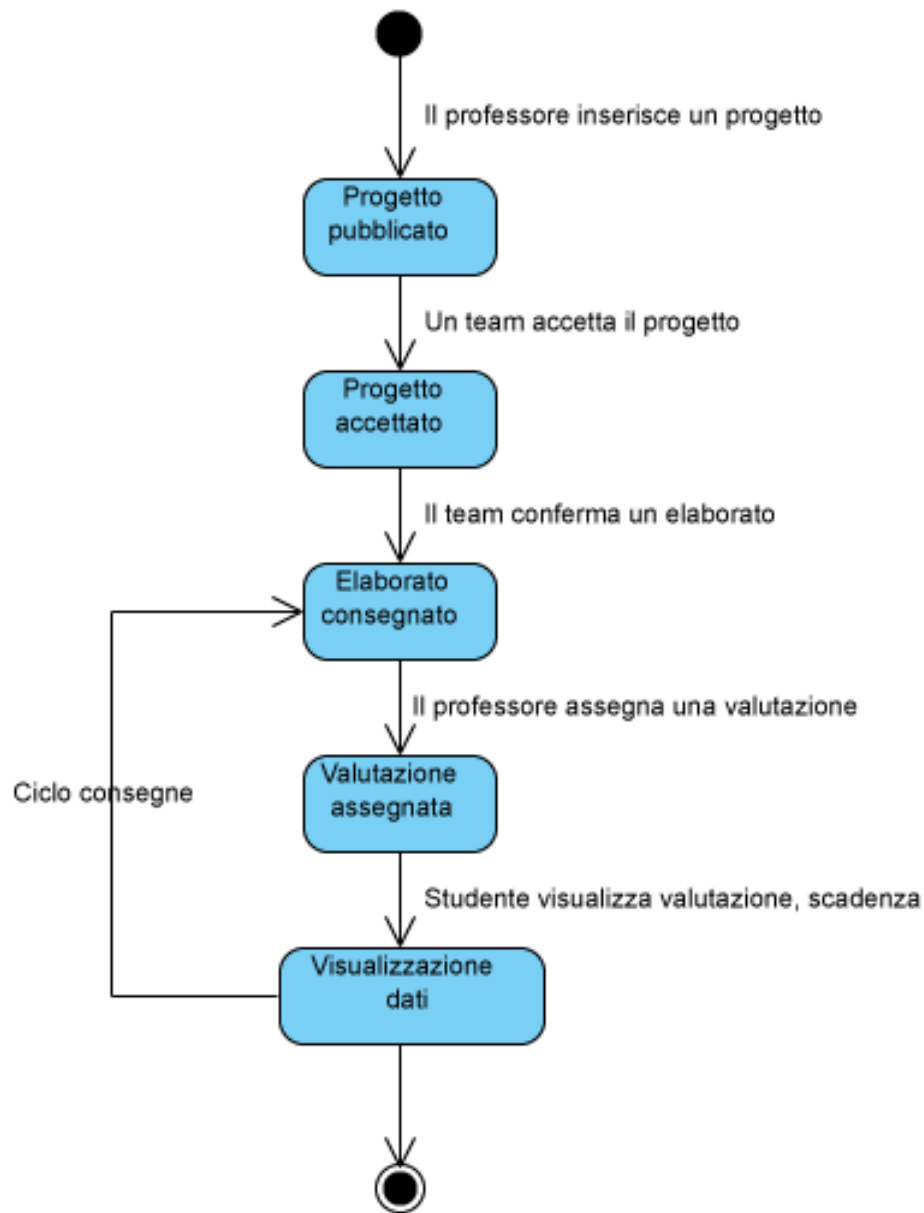 Il professore inserisce un progetto
Progetto
pubblicato
Un team accetta il progetto
Progetto
accettato
Il team conferma un elaborato
Elaborato
consegnato
Il professore assegna una valutazione
Valutazione
assegnata
Ciclo consegne
Studente visualizza valutazione, scadenza
Visualizzazione
dati